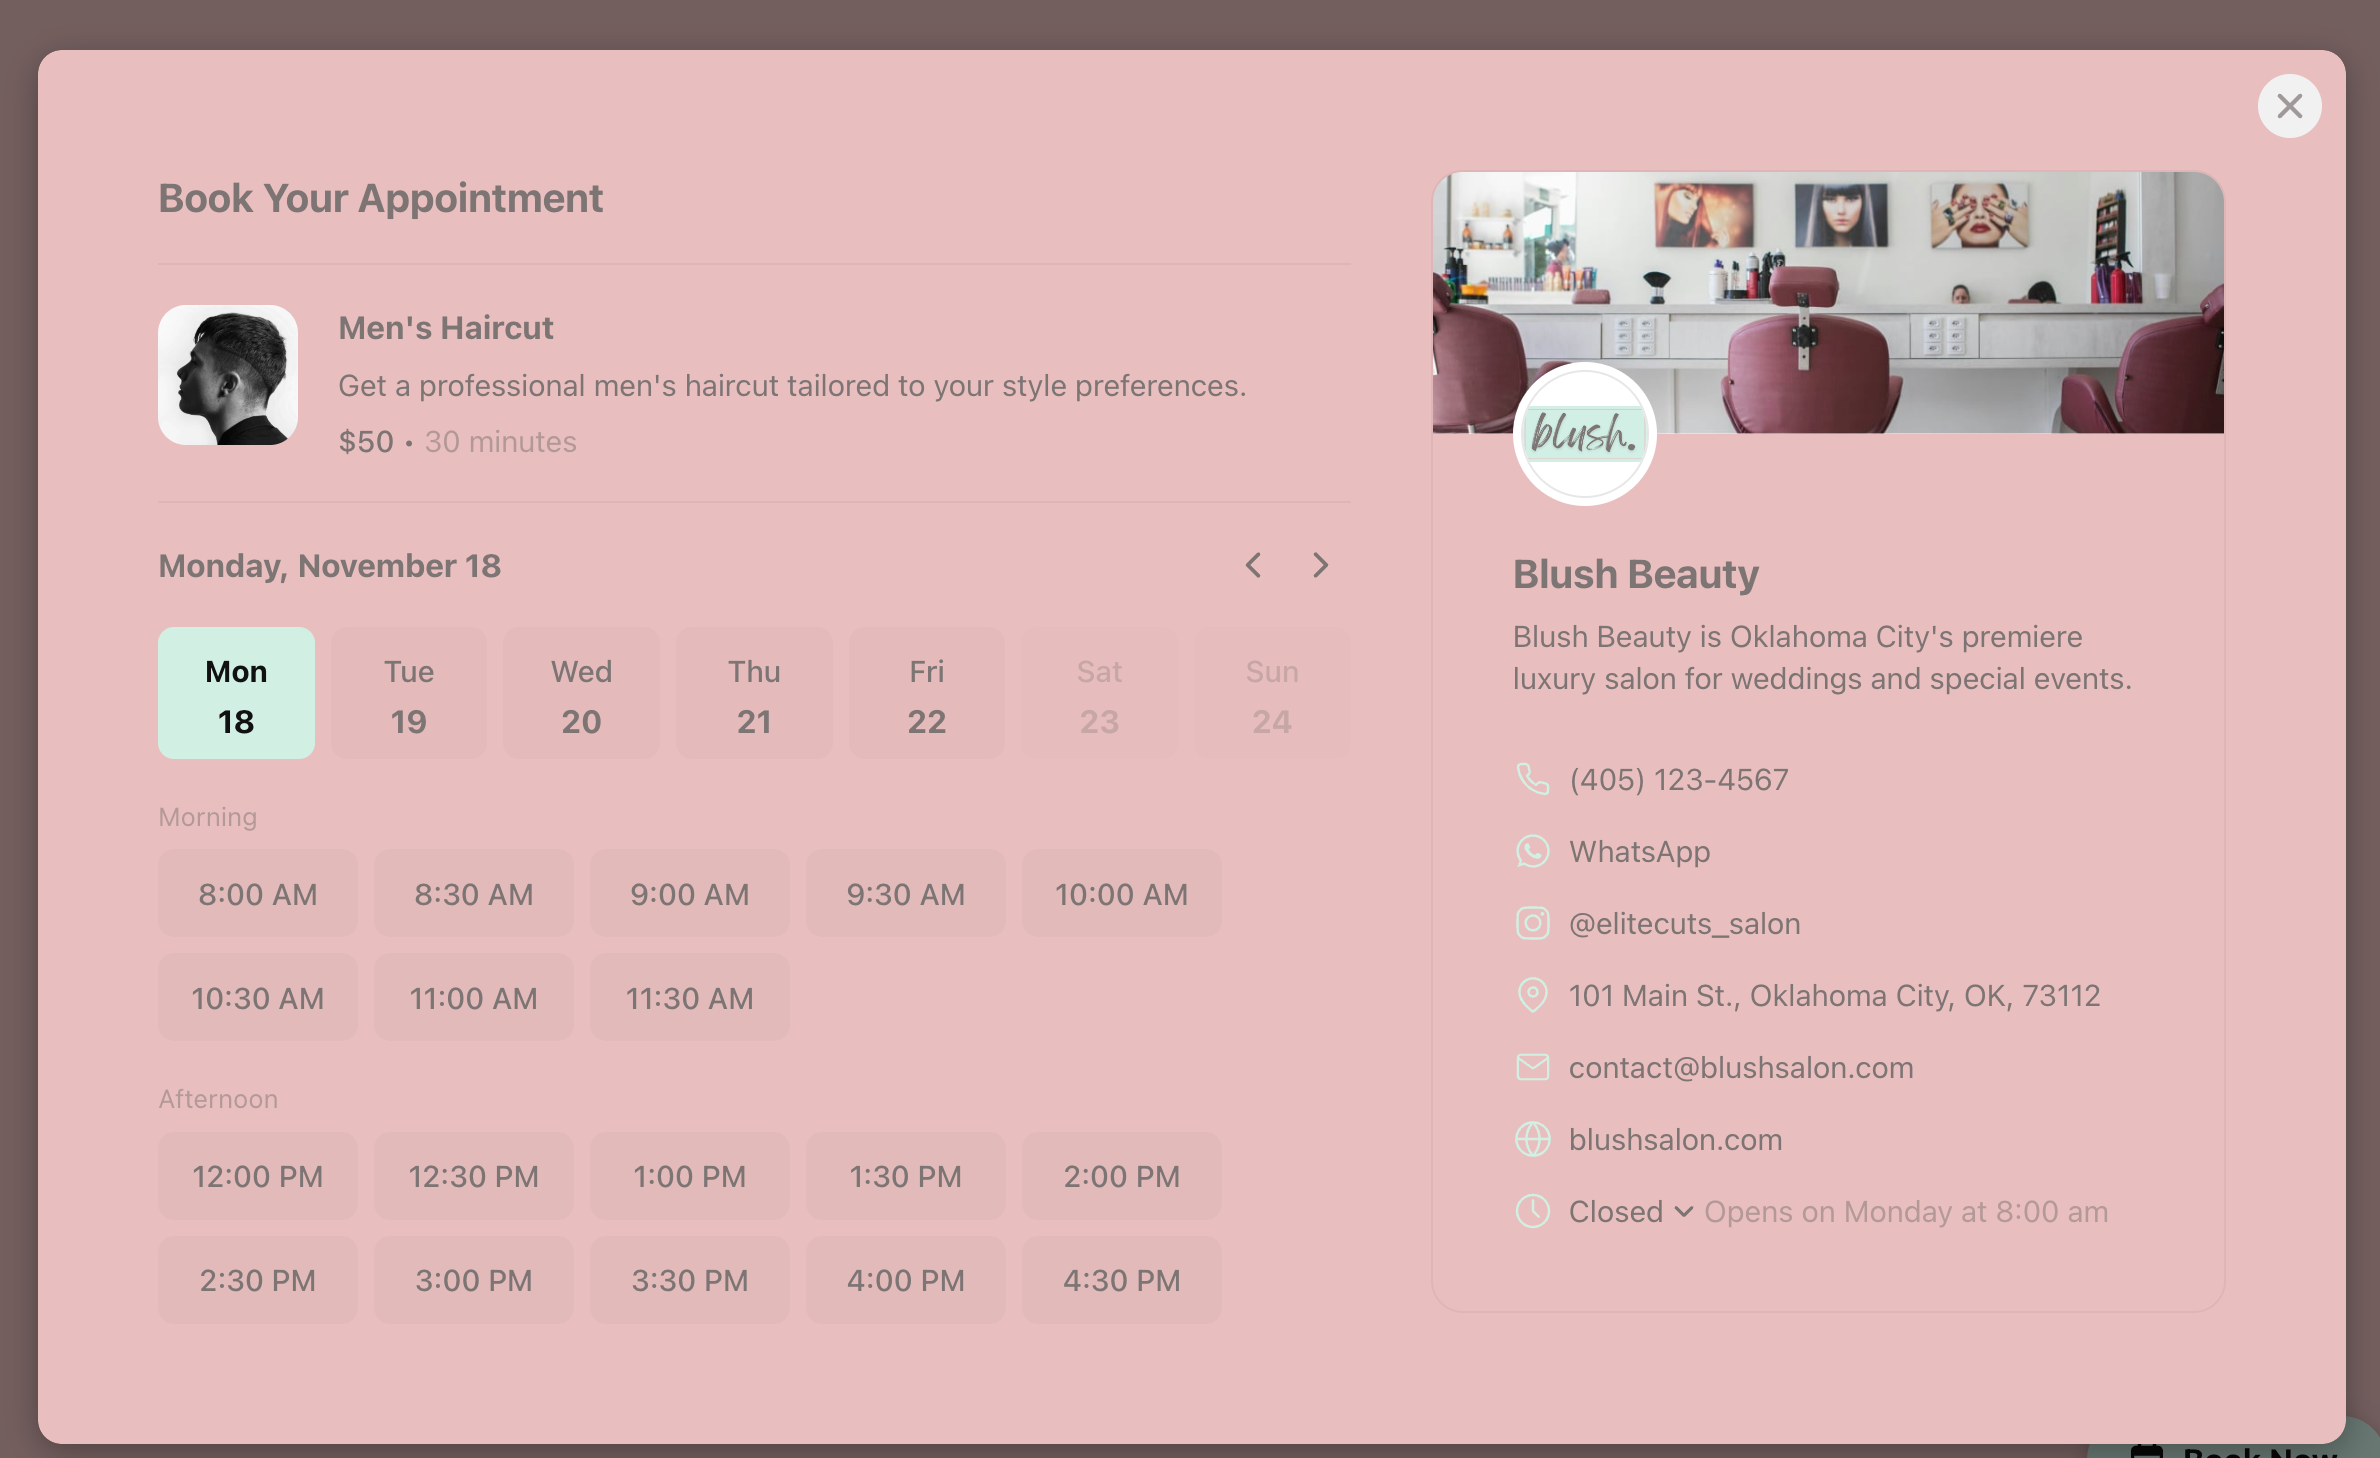 Book Your Appointment
Men's Haircut
Get a professional men's haircut tailored to your style preferences.
$50 • 30 minutes
Monday, November 18
Mon Tue Wed Thu Fri Sat Sun
18 19 20 21 22 23 24
Morning
8:00 AM 8:30 AM 9:00 AM 9:30 AM 10:00 AM
10:30 AM 11:00 AM 11:30 AM
Afternoon
12:00 PM 12:30 PM 1:00 PM 1:30 PM 2:00 PM
2:30 PM 3:00 PM 3:30 PM 4:00 PM 4:30 PM
blush.
Blush Beauty
Blush Beauty is Oklahoma City's premiere
luxury salon for weddings and special events.
(405) 123-4567
WhatsApp
@elitecuts_salon
101 Main St., Oklahoma City, OK, 73112
contact@blushsalon.com
blushsalon.com
Closed Opens on Monday at 8:00 am
Book Now